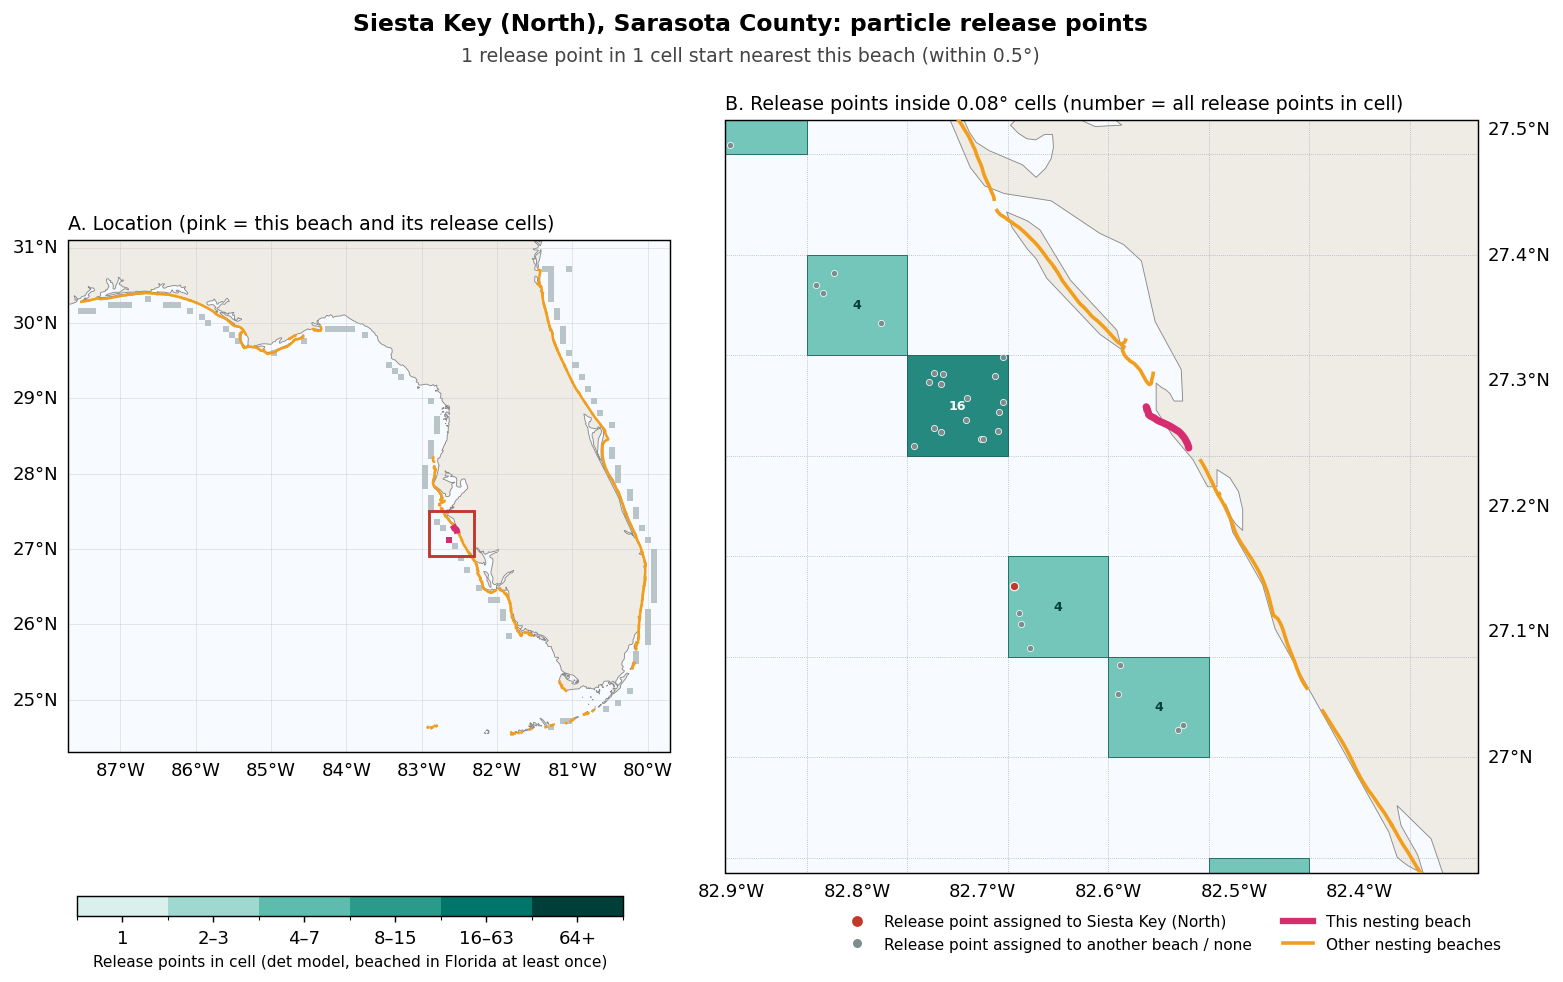 Siesta Key (North), Sarasota County: particle release points
1 release point in 1 cell start nearest this beach (within 0.5°)
A. Location (pink = this beach and its release cells)
31°N
30°N
29°N
28°N
27°N
26°N
25°N
87°W 86°W 85°W 84°W 83°W 82°W 81°W 80°W
1 2–3 4–7 8–15 16–63 64+
Release points in cell (det model, beached in Florida at least once)
B. Release points inside 0.08° cells (number = all release points in cell)
4
16
4
4
27.5°N
27.4°N
27.3°N
27.2°N
27.1°N
27°N
82.9°W 82.8°W 82.7°W 82.6°W 82.5°W 82.4°W
Release point assigned to Siesta Key (North)
Release point assigned to another beach / none
This nesting beach
Other nesting beaches